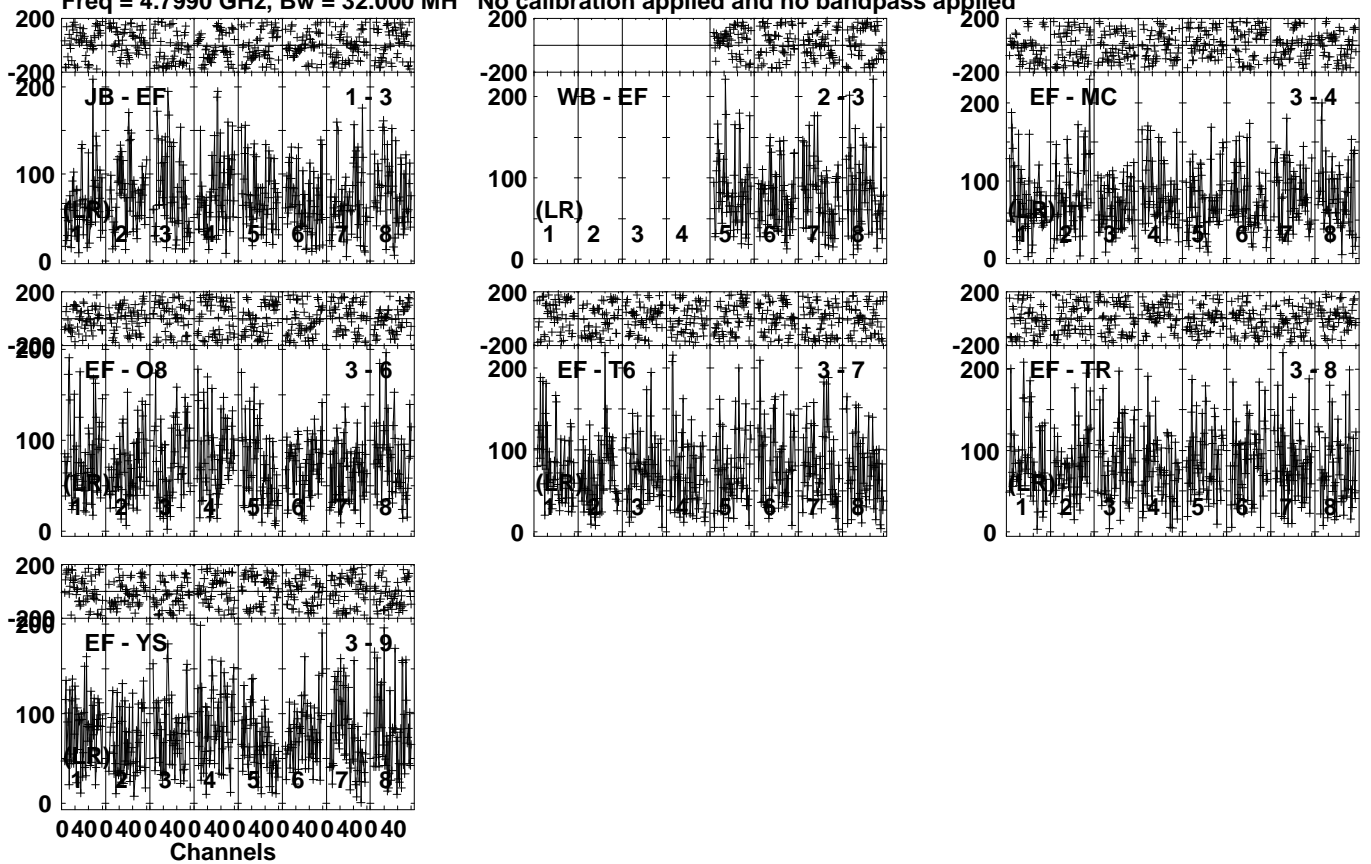 Freq = 4.7990 GHz, Bw = 32.000 MH No calibration applied and no bandpass applied
200
-200
200
100
0
JB - EF 1 - 3
(LR)
1 2 3 4 5 6 7 8
-200
200
100
0
WB - EF 2 - 3
(LR)
1 2 3 4 5 6 7 8
-200
200
100
0
EF - MC 3 - 4
(LR)
1 2 3 4 5 6 7 8
200
-200
200
100
0
EF - O8 3 - 6
(LR)
1 2 3 4 5 6 7 8
200
-200
200
100
0
EF - T6 3 - 7
(LR)
1 2 3 4 5 6 7 8
200
-200
200
100
0
EF - TR 3 - 8
(LR)
1 2 3 4 5 6 7 8
200
-200
200
100
0
EF - YS 3 - 9
(LR)
1 2 3 4 5 6 7 8
0 40 0 40 0 40 0 40 0 40 0 40 0 40 0 40
Channels